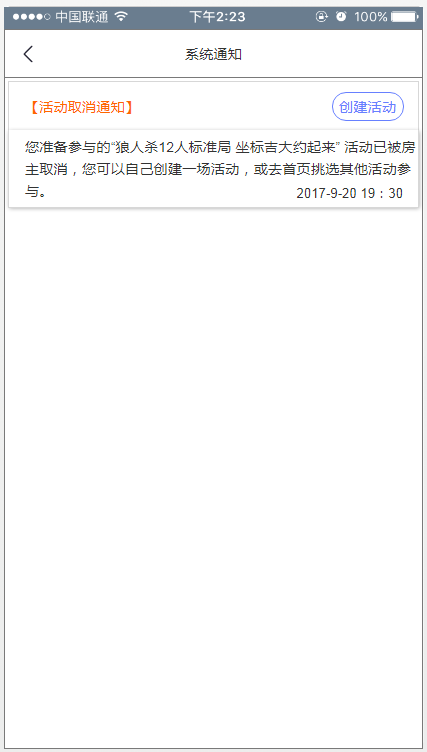 中国联通 下午2:23 100%
系统通知
【活动取消通知】 创建活动
您准备参与的“狼人杀12人标准局 坐标吉大约起来” 活动已被房
主取消，您可以自己创建一场活动，或去首页挑选其他活动参
与。 2017-9-20 19：30